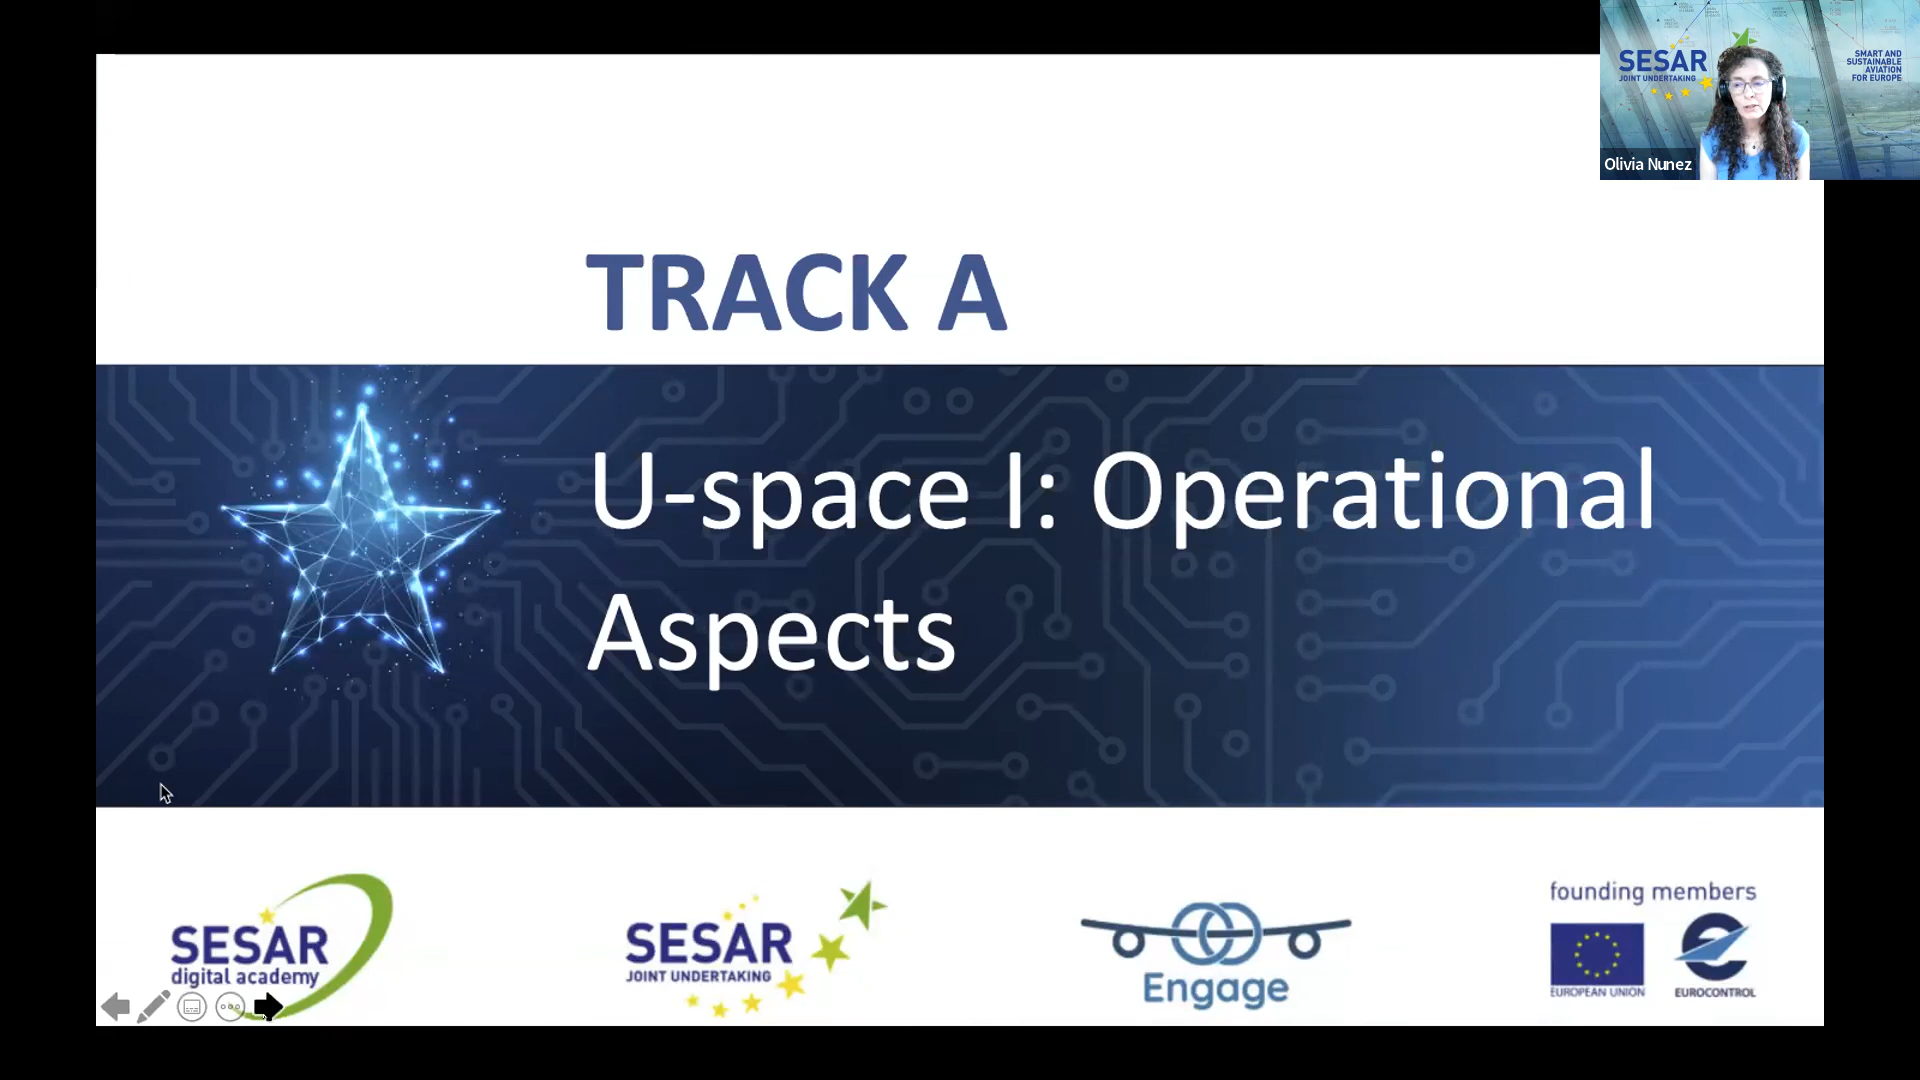 SESAR
JOINT UNDERTAKING
SMART AND
SUSTAINABLE
AVIATION
FOR EUROPE
Olivia Nunez
TRACK A
U-space I: Operational
Aspects
SESAR
digital academy
SESAR
JOINT UNDERTAKING
Engage
founding members
EUROPEAN UNION
EUROCONTROL